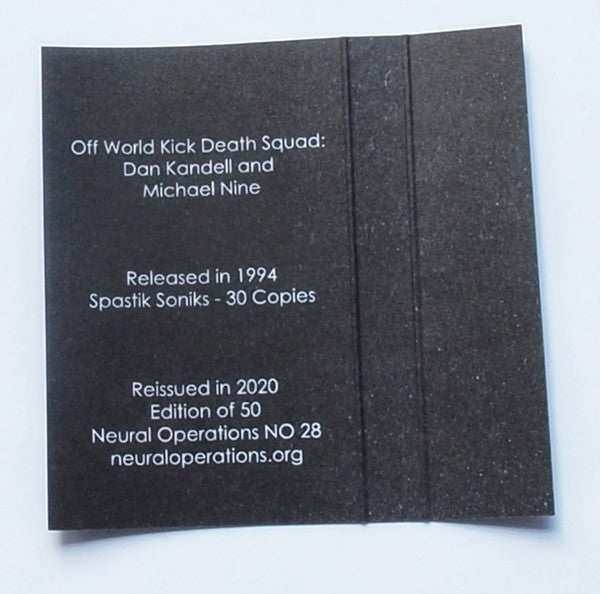 Off World Kick Death Squad:
Dan Kandell and
Michael Nine
Released in 1994
Spastik Soniks - 30 Copies
Reissued in 2020
Edition of 50
Neural Operations NO 28
neuraloperations.org